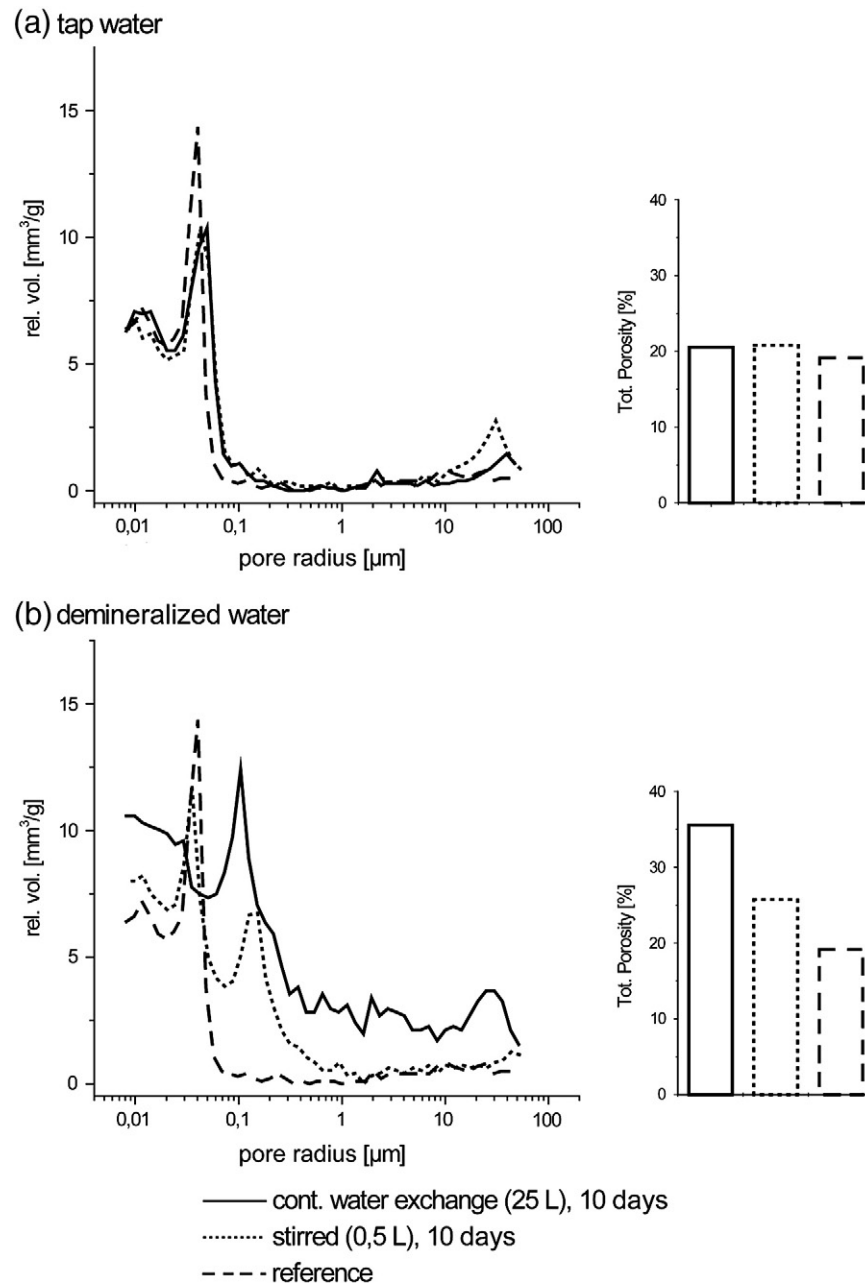 (a) tap water
15
10
5
0
rel. vol. [mm³/g]
0,01 0,1 1 10 100
pore radius [µm]
40
30
20
10
0
Tot. Porosity [%]
(b) demineralized water
15
10
5
0
rel. vol. [mm³/g]
0,01 0,1 1 10 100
pore radius [µm]
40
30
20
10
0
Tot. Porosity [%]
cont. water exchange (25 L), 10 days
stirred (0,5 L), 10 days
reference